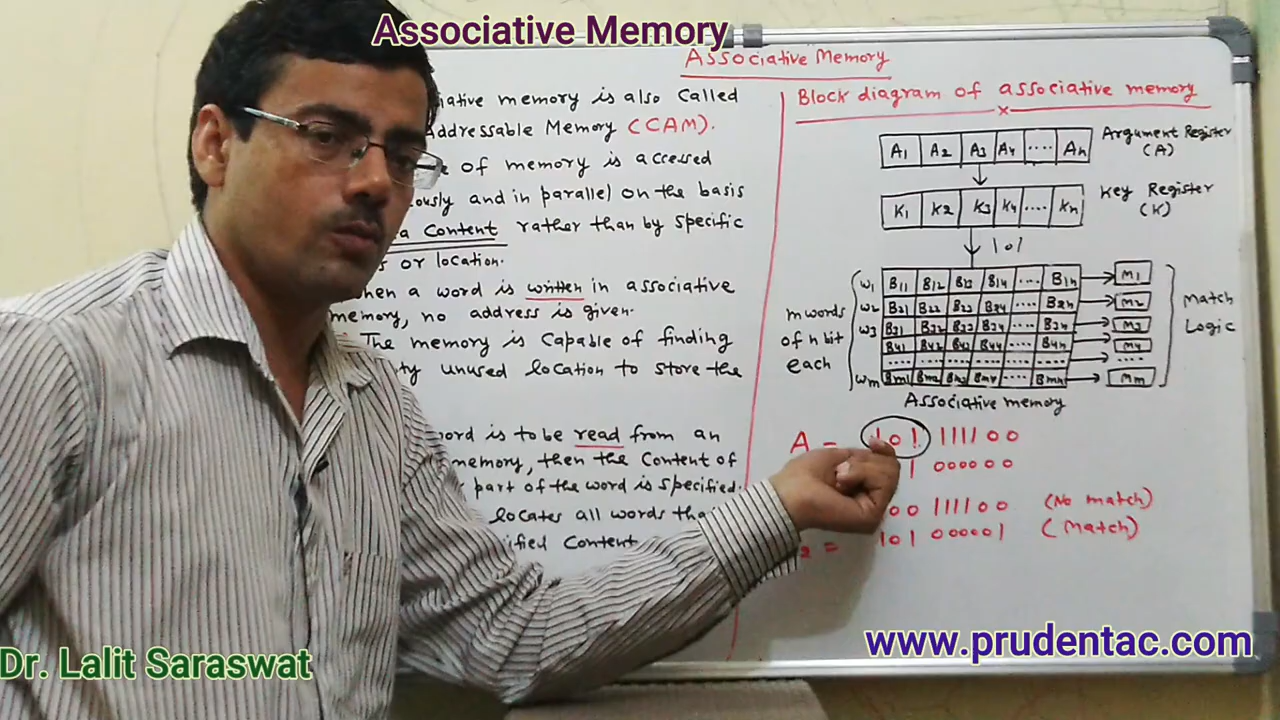 Associative Memory
Associative Memory
iative memory is also called
Addressable Memory (CAM).
e of memory is accessed
ously and in parallel on the basis
a Content rather than by specific
s or location.
hen a word is written in associative
memory, no address is given.
The memory is Capable of finding
ty unused location to store the
ord is to be read from an
memory, then the Content of
part of the word is specified.
locates all words tha
ified Content
Block diagram of associative memory
x
A1 A2 A3 A4 .... An
Argument Register
(A)
K1 K2 K3 K4 .... Kn
Key Register
(K)
101
m words
of n bit
each
W1 B11 B12 B13 B14 ... B1n M1
W2 B21 B22 B23 B24 .... B2n M2
W3 B31 B32 B33 B34 .... B3n M3
B41 B42 B43 B44 .... B4n M4
.... .... .... .... .... .... ....
Wm Bm1 Bm2 Bm3 Bm4 .... Bmn Mm
Match
Logic
Associative memory
A = 101 111100
1 000000
00 111100 (No match)
2 = 101 000001 (Match)
www.prudentac.com
Dr. Lalit Saraswat